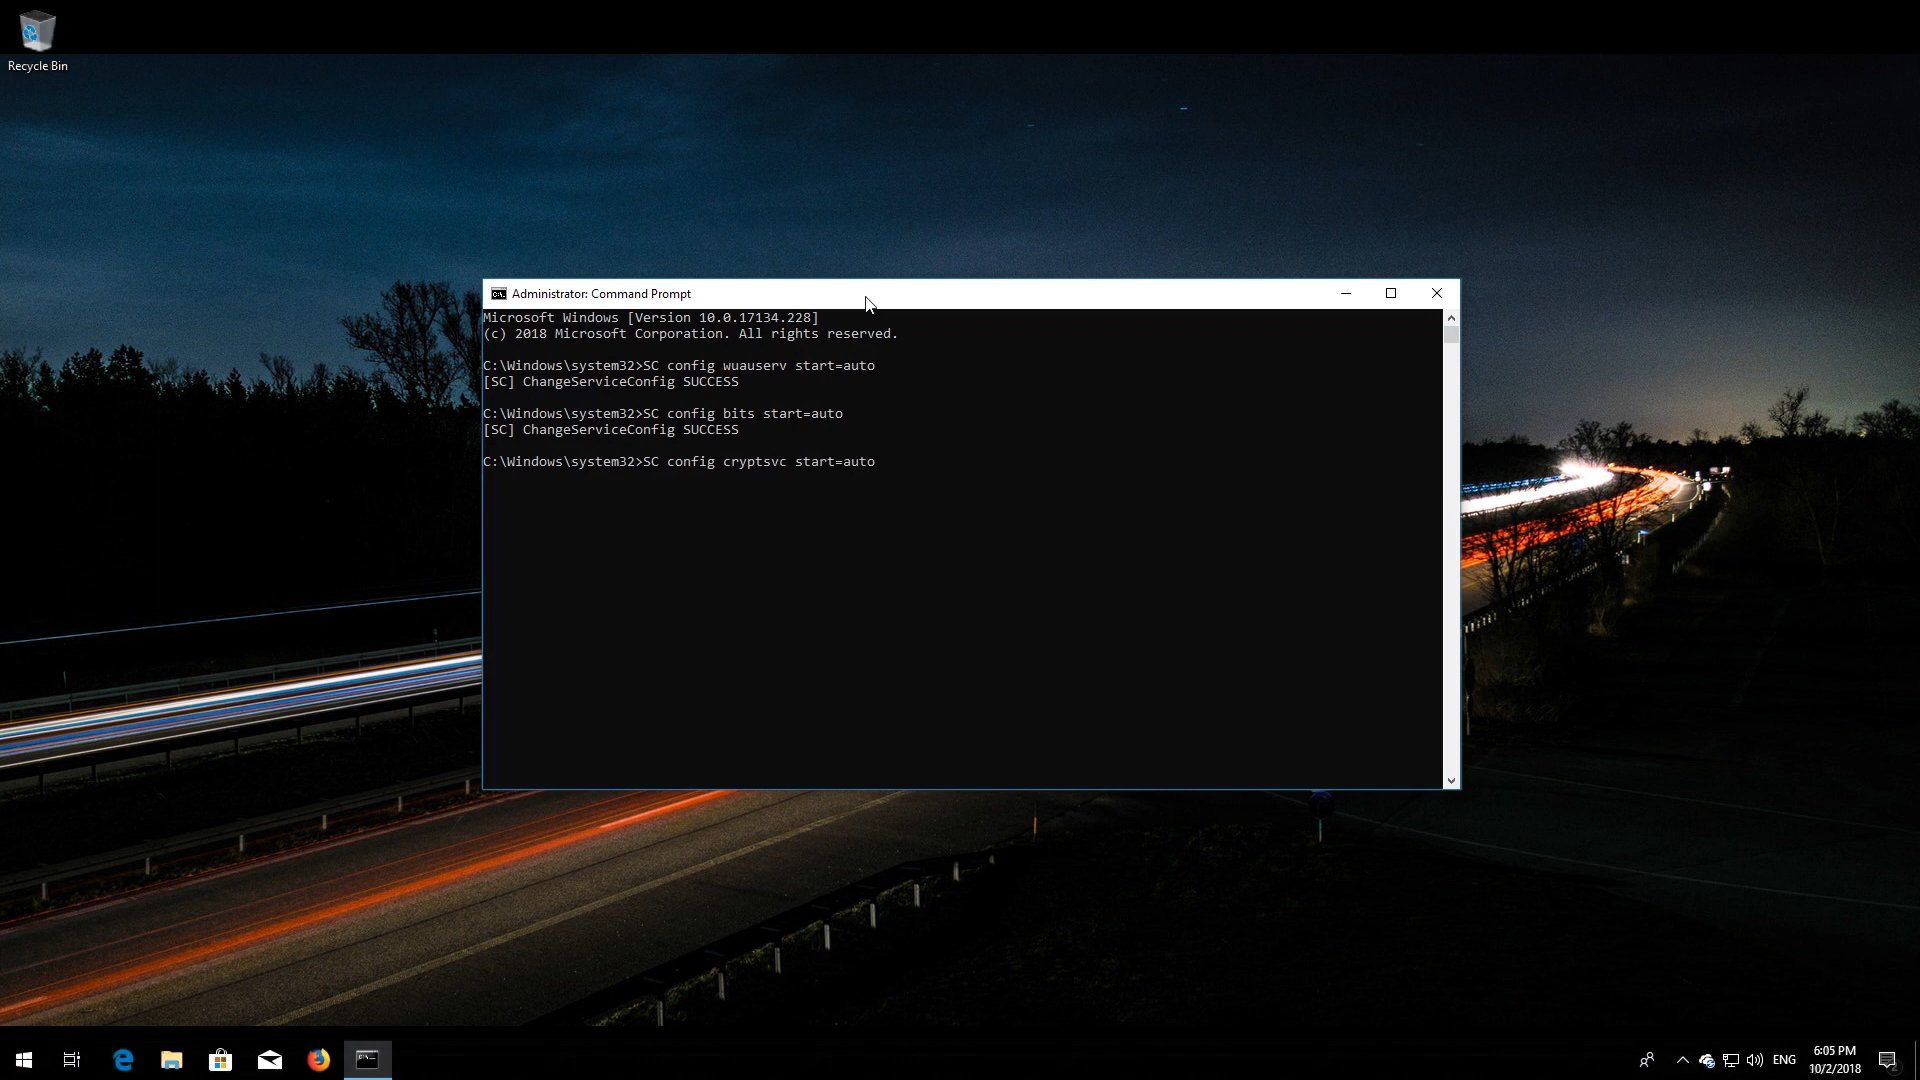 Recycle Bin
Administrator: Command Prompt
Microsoft Windows [Version 10.0.17134.228]
(c) 2018 Microsoft Corporation. All rights reserved.
C:\Windows\system32>SC config wuauserv start=auto
[SC] ChangeServiceConfig SUCCESS
C:\Windows\system32>SC config bits start=auto
[SC] ChangeServiceConfig SUCCESS
C:\Windows\system32>SC config cryptsvc start=auto
ENG
6:05 PM
10/2/2018
2